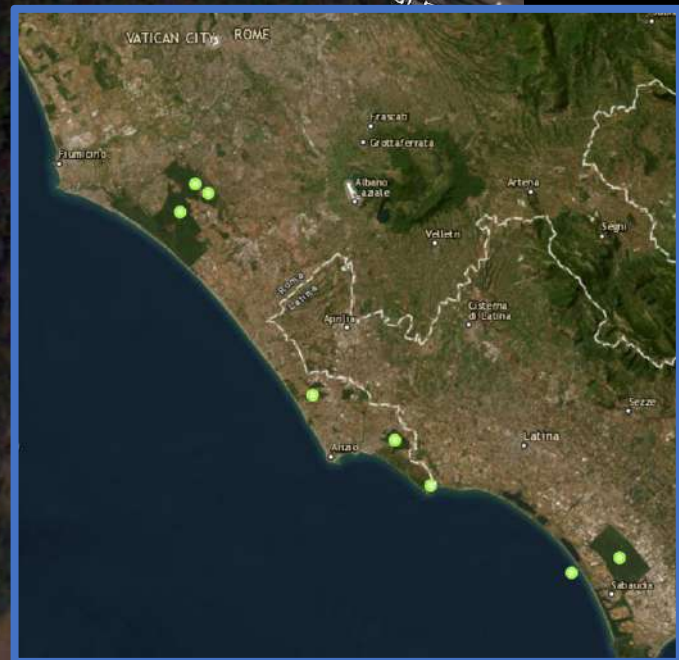 VATICAN CITY
ROME
Frascati
Fiumicino
Grottaferrata
Albano
Laziale
Artena
Segni
Velletri
Roma
Latina
Aprilia
Cisterna
di Latina
Sezze
Latina
Anzio
Sabaudia